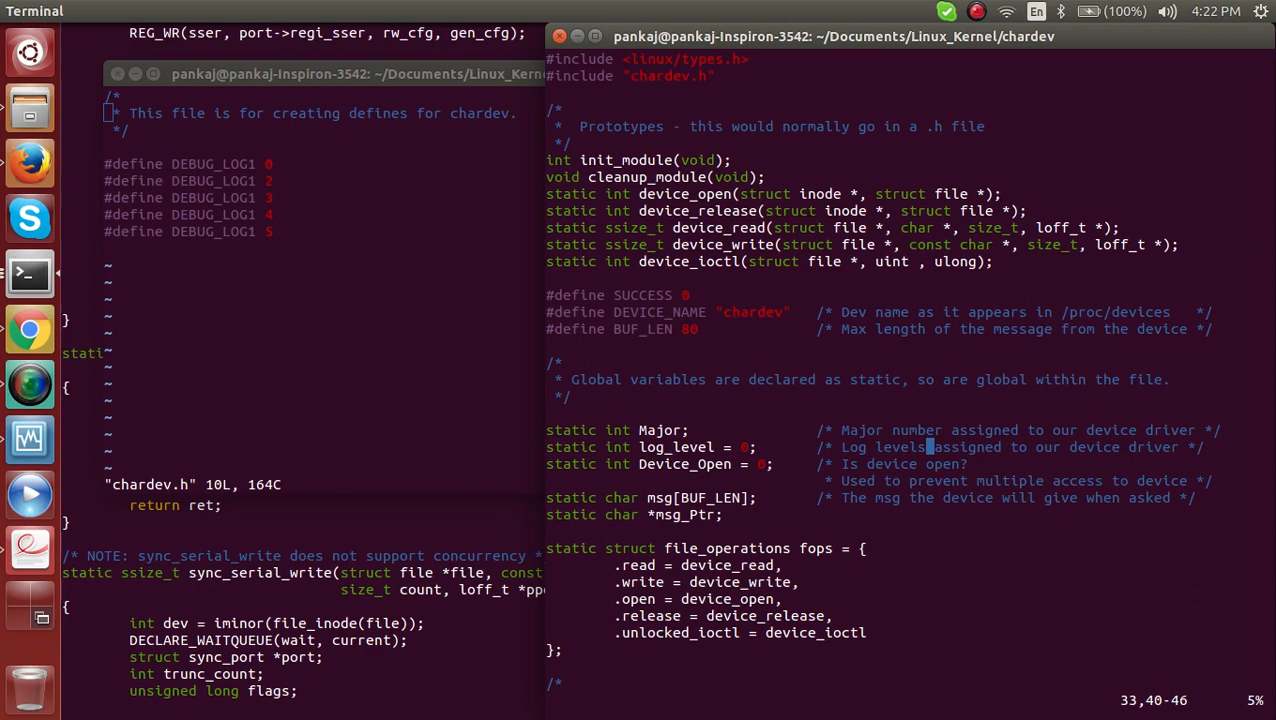 Terminal
En
(100%)
4:22 PM
REG_WR(sser, port->regi_sser, rw_cfg, gen_cfg);
pankaj@pankaj-Inspiron-3542: ~/Documents/Linux_Kerne
/*
* This file is for creating defines for chardev.
*/
#define DEBUG_LOG1 0
#define DEBUG_LOG1 2
#define DEBUG_LOG1 3
#define DEBUG_LOG1 4
#define DEBUG_LOG1 5
~
~
~
~
~
~
~
~
~
~
~
~
~
"chardev.h" 10L, 164C
}
stati
{
return ret;
}
/* NOTE: sync_serial_write does not support concurrency *
static ssize_t sync_serial_write(struct file *file, const
size_t count, loff_t *pp
{
int dev = iminor(file_inode(file));
DECLARE_WAITQUEUE(wait, current);
struct sync_port *port;
int trunc_count;
unsigned long flags;
pankaj@pankaj-Inspiron-3542: ~/Documents/Linux_Kernel/chardev
#include <linux/types.h>
#include "chardev.h"
/*
*  Prototypes - this would normally go in a .h file
*/
int init_module(void);
void cleanup_module(void);
static int device_open(struct inode *, struct file *);
static int device_release(struct inode *, struct file *);
static ssize_t device_read(struct file *, char *, size_t, loff_t *);
static ssize_t device_write(struct file *, const char *, size_t, loff_t *);
static int device_ioctl(struct file *, uint , ulong);
#define SUCCESS 0
#define DEVICE_NAME "chardev"   /* Dev name as it appears in /proc/devices   */
#define BUF_LEN 80              /* Max length of the message from the device */
/*
* Global variables are declared as static, so are global within the file.
*/
static int Major;               /* Major number assigned to our device driver */
static int log_level = 0;       /* Log levels assigned to our device driver */
static int Device_Open = 0;     /* Is device open?
* Used to prevent multiple access to device */
static char msg[BUF_LEN];       /* The msg the device will give when asked */
static char *msg_Ptr;
static struct file_operations fops = {
.read = device_read,
.write = device_write,
.open = device_open,
.release = device_release,
.unlocked_ioctl = device_ioctl
};
/*
33,40-46      5%